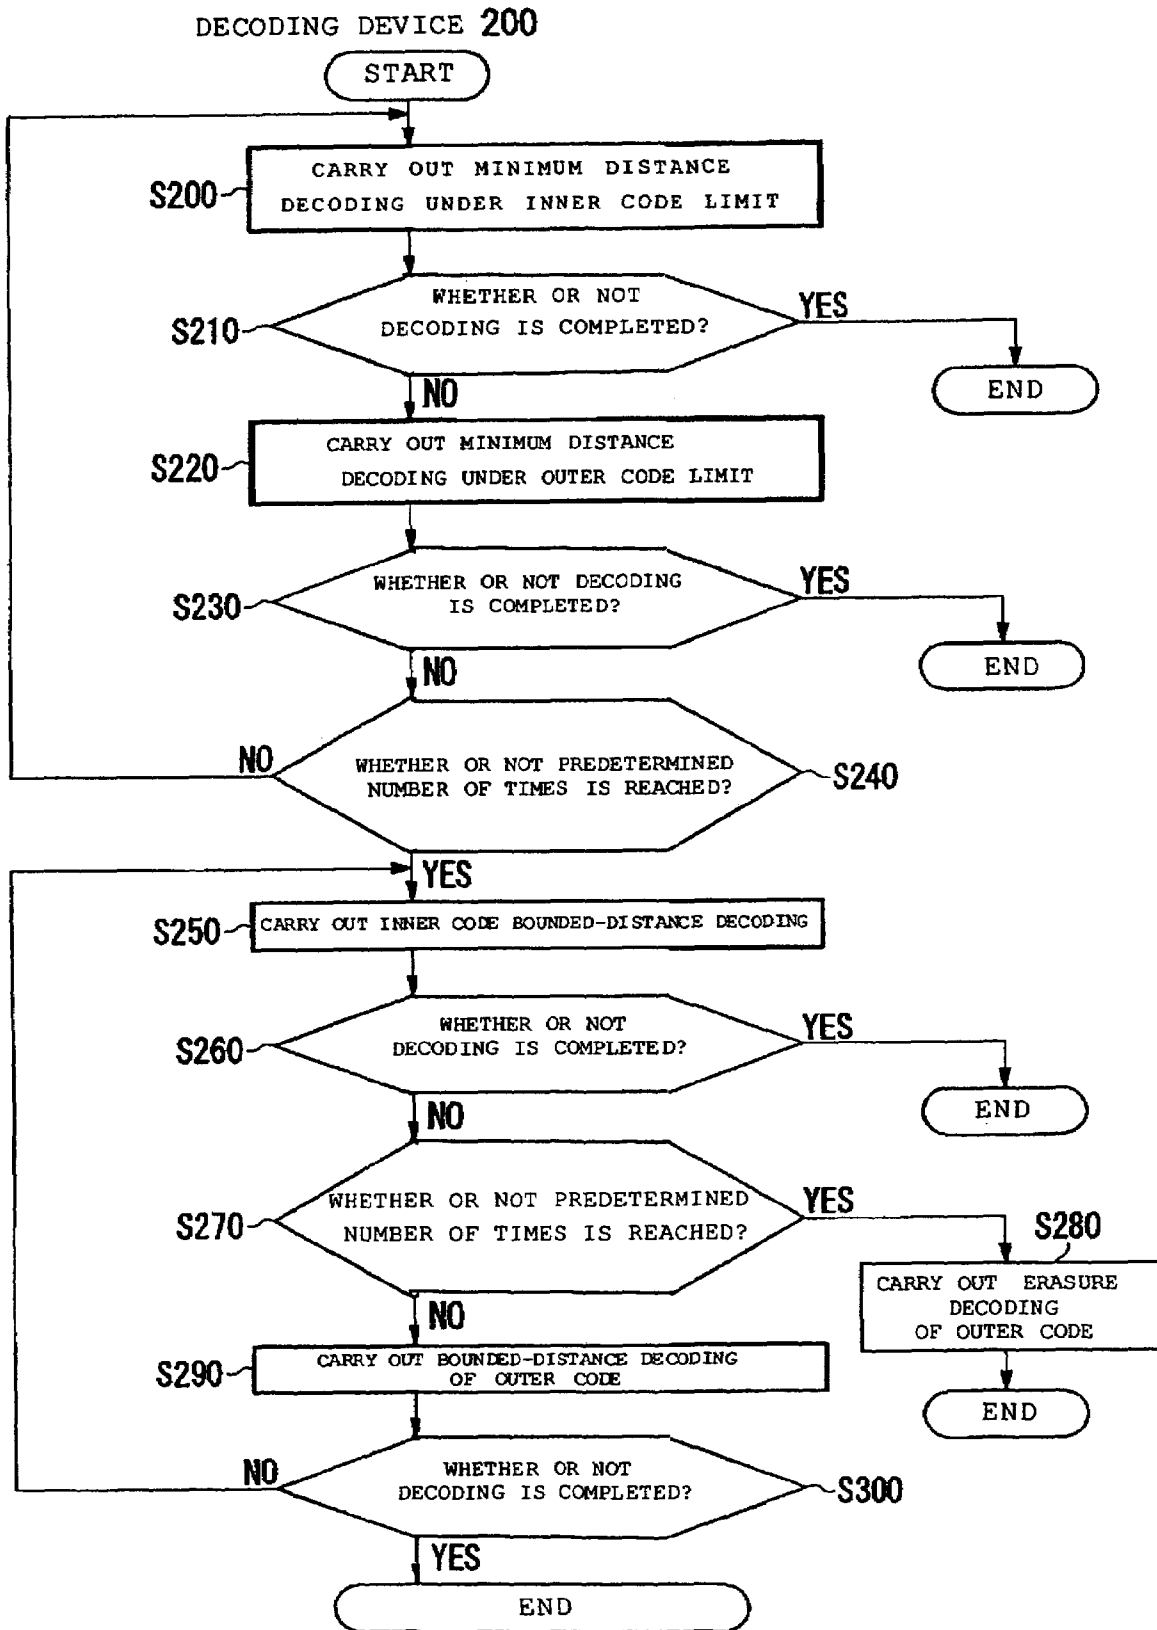 DECODING DEVICE 200
START
CARRY OUT MINIMUM DISTANCE
DECODING UNDER INNER CODE LIMIT
S200
WHETHER OR NOT
DECODING IS COMPLETED?
S210
YES
END
NO
CARRY OUT MINIMUM DISTANCE
DECODING UNDER OUTER CODE LIMIT
S220
WHETHER OR NOT DECODING
IS COMPLETED?
S230
YES
END
NO
NO
WHETHER OR NOT PREDETERMINED
NUMBER OF TIMES IS REACHED?
S240
YES
S250
CARRY OUT INNER CODE BOUNDED-DISTANCE DECODING
WHETHER OR NOT
DECODING IS COMPLETED?
S260
YES
END
NO
WHETHER OR NOT PREDETERMINED
NUMBER OF TIMES IS REACHED?
S270
YES
S280
CARRY OUT ERASURE
DECODING
OF OUTER CODE
END
NO
CARRY OUT BOUNDED-DISTANCE DECODING
OF OUTER CODE
S290
NO
WHETHER OR NOT
DECODING IS COMPLETED?
S300
YES
END